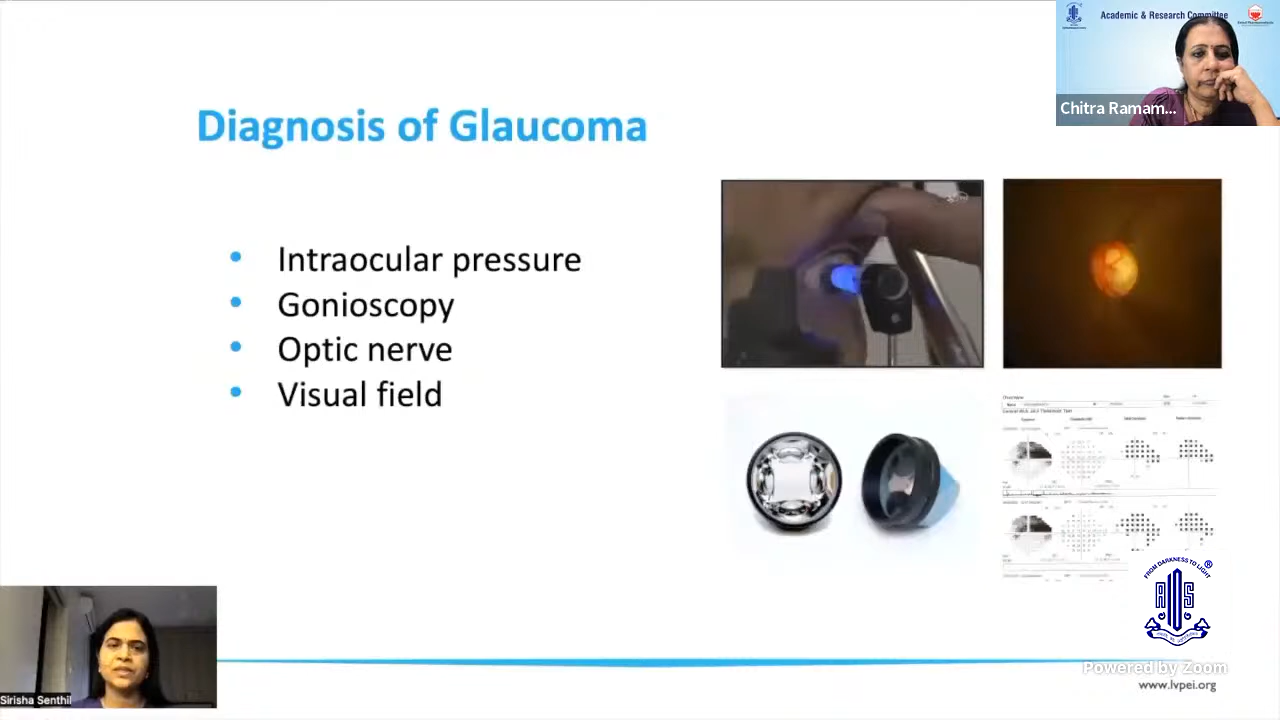 Academic & Research Committee
Chitra Ramam...
Diagnosis of Glaucoma
• Intraocular pressure
• Gonioscopy
• Optic nerve
• Visual field
FROM DARKNESS TO LIGHT
Sirisha Senthil
Powered by Zoom
www.lvpei.org